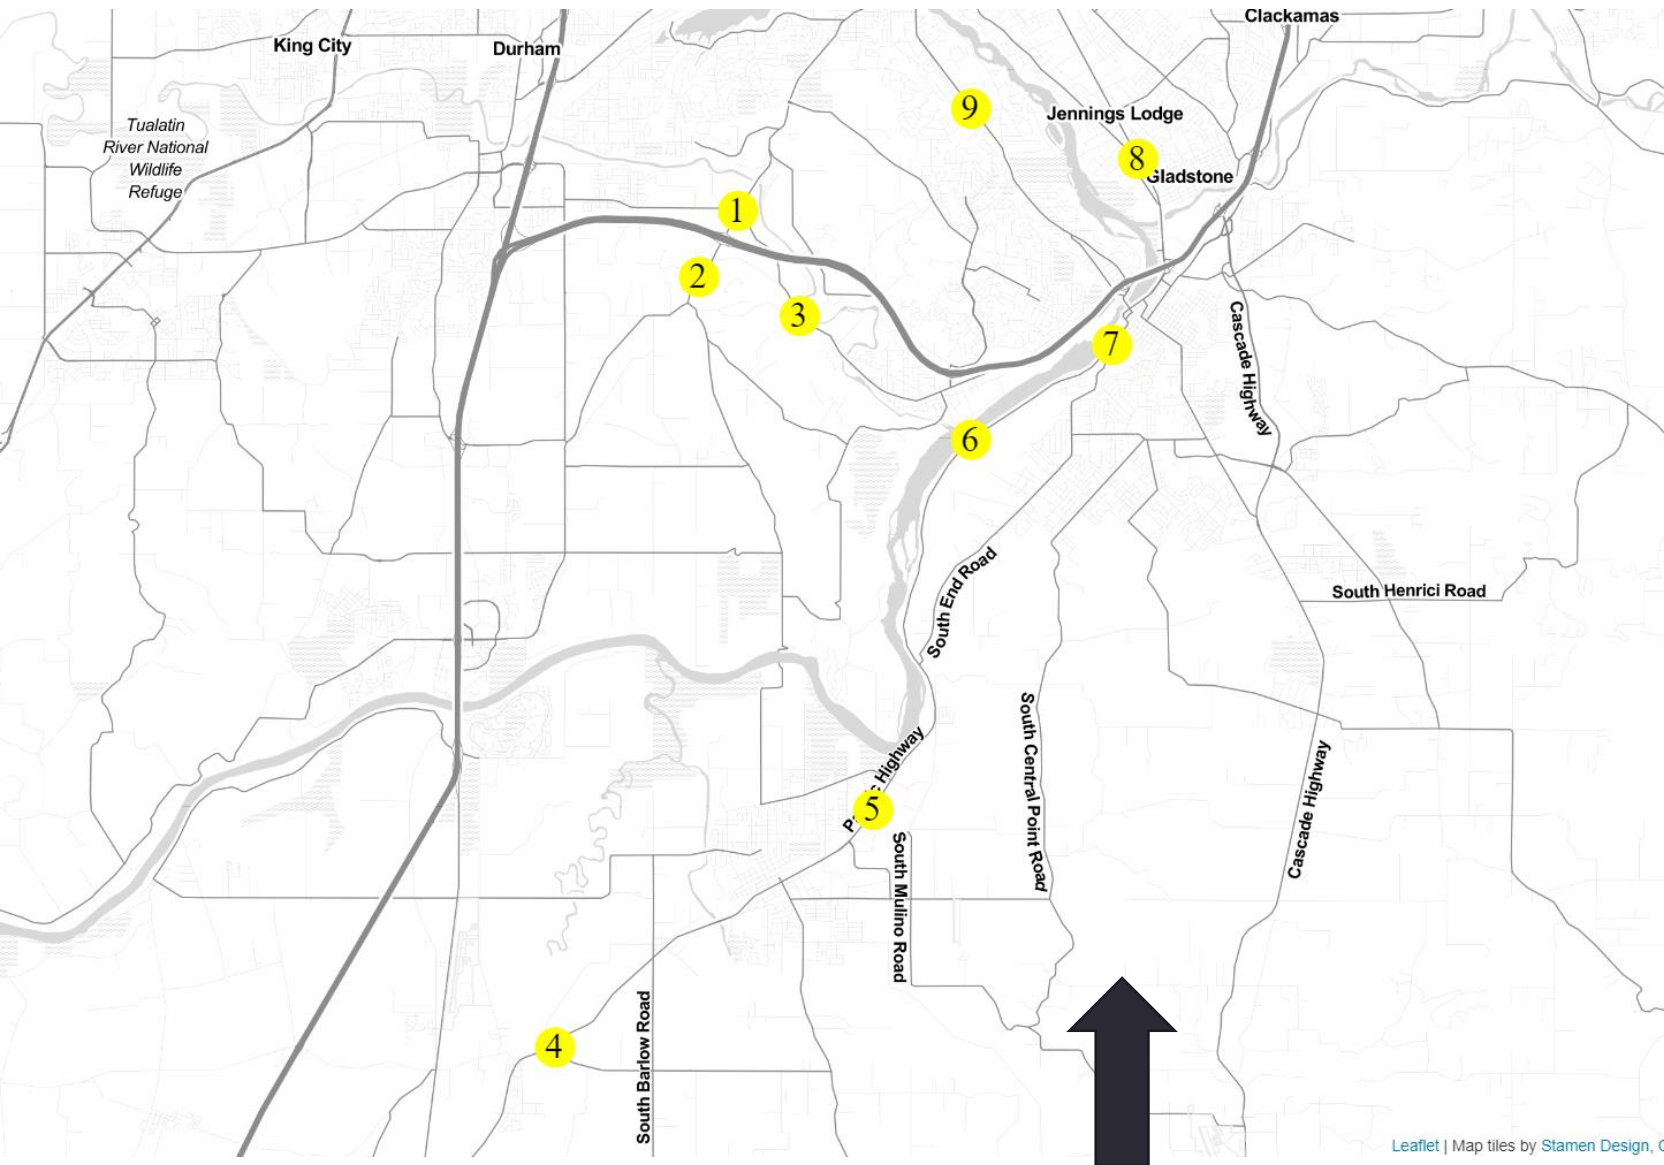 Clackamas
King City
Durham
9
Jennings Lodge
Tualatin
River National
Wildlife
Refuge
8
Gladstone
1
2
3
Cascade Highway
7
6
South End Road
South Henrici Road
South Central Point Road
Highway
5
Cascade Highway
South Mulino Road
4
South Barlow Road
Leaflet | Map tiles by Stamen Design,